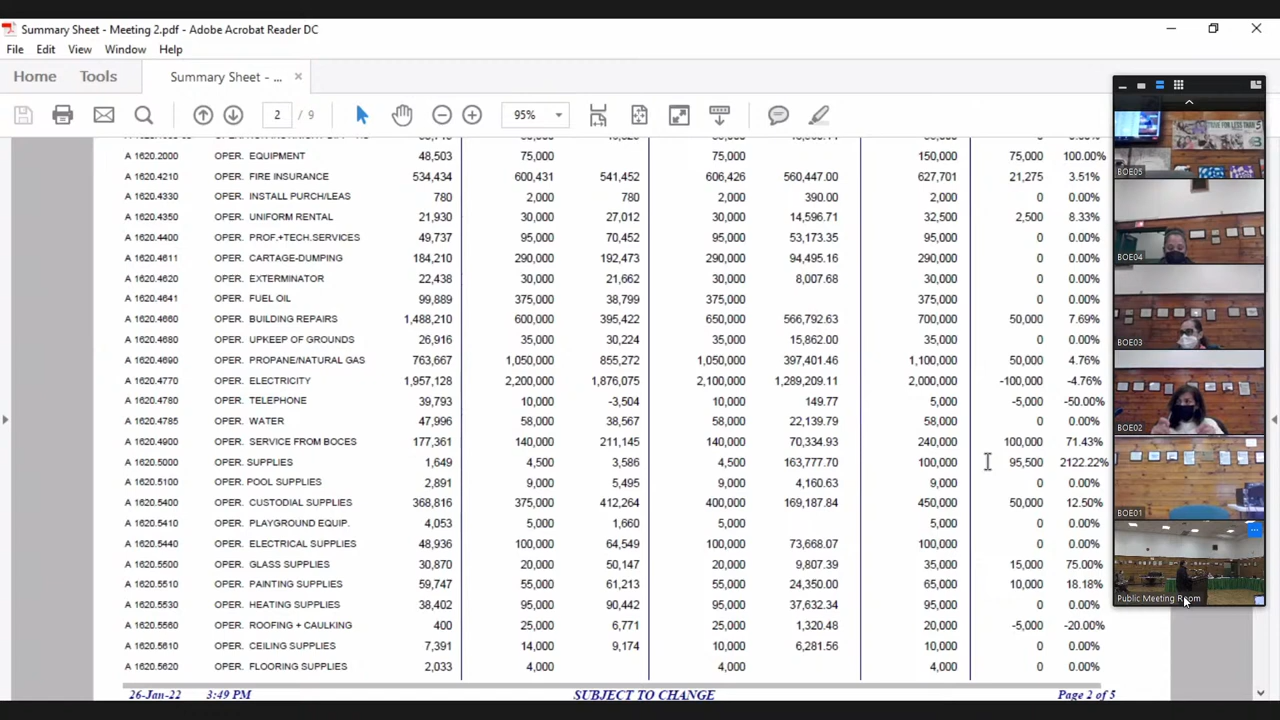 Summary Sheet - Meeting 2.pdf - Adobe Acrobat Reader DC
File Edit View Window Help
Home Tools Summary Sheet - ... ×
2 / 9 95%
A 1620.2000 OPER. EQUIPMENT 48,503 75,000 75,000 150,000 75,000 100.00%
A 1620.4210 OPER. FIRE INSURANCE 534,434 600,431 541,452 606,426 560,447.00 627,701 21,275 3.51%
A 1620.4330 OPER. INSTALL PURCH/LEAS 780 2,000 780 2,000 390.00 2,000 0 0.00%
A 1620.4350 OPER. UNIFORM RENTAL 21,930 30,000 27,012 30,000 14,596.71 32,500 2,500 8.33%
A 1620.4400 OPER. PROF.+TECH.SERVICES 49,737 95,000 70,452 95,000 53,173.35 95,000 0 0.00%
A 1620.4611 OPER. CARTAGE-DUMPING 184,210 290,000 192,473 290,000 94,495.16 290,000 0 0.00%
A 1620.4620 OPER. EXTERMINATOR 22,438 30,000 21,662 30,000 8,007.68 30,000 0 0.00%
A 1620.4641 OPER. FUEL OIL 99,889 375,000 38,799 375,000 375,000 0 0.00%
A 1620.4660 OPER. BUILDING REPAIRS 1,488,210 600,000 395,422 650,000 566,792.63 700,000 50,000 7.69%
A 1620.4680 OPER. UPKEEP OF GROUNDS 26,916 35,000 30,224 35,000 15,862.00 35,000 0 0.00%
A 1620.4690 OPER. PROPANE/NATURAL GAS 763,667 1,050,000 855,272 1,050,000 397,401.46 1,100,000 50,000 4.76%
A 1620.4770 OPER. ELECTRICITY 1,957,128 2,200,000 1,876,075 2,100,000 1,289,209.11 2,000,000 -100,000 -4.76%
A 1620.4780 OPER. TELEPHONE 39,793 10,000 -3,504 10,000 149.77 5,000 -5,000 -50.00%
A 1620.4785 OPER. WATER 47,996 58,000 38,567 58,000 22,139.79 58,000 0 0.00%
A 1620.4900 OPER. SERVICE FROM BOCES 177,361 140,000 211,145 140,000 70,334.93 240,000 100,000 71.43%
A 1620.5000 OPER. SUPPLIES 1,649 4,500 3,586 4,500 163,777.70 100,000 95,500 2122.22%
A 1620.5100 OPER. POOL SUPPLIES 2,891 9,000 5,495 9,000 4,160.63 9,000 0 0.00%
A 1620.5400 OPER. CUSTODIAL SUPPLIES 368,816 375,000 412,264 400,000 169,187.84 450,000 50,000 12.50%
A 1620.5410 OPER. PLAYGROUND EQUIP. 4,053 5,000 1,660 5,000 5,000 0 0.00%
A 1620.5440 OPER. ELECTRICAL SUPPLIES 48,936 100,000 64,549 100,000 73,668.07 100,000 0 0.00%
A 1620.5500 OPER. GLASS SUPPLIES 30,870 20,000 50,147 20,000 9,807.39 35,000 15,000 75.00%
A 1620.5510 OPER. PAINTING SUPPLIES 59,747 55,000 61,213 55,000 24,350.00 65,000 10,000 18.18%
A 1620.5530 OPER. HEATING SUPPLIES 38,402 95,000 90,442 95,000 37,632.34 95,000 0 0.00%
A 1620.5560 OPER. ROOFING + CAULKING 400 25,000 6,771 25,000 1,320.48 20,000 -5,000 -20.00%
A 1620.5610 OPER. CEILING SUPPLIES 7,391 14,000 9,174 10,000 6,281.56 10,000 0 0.00%
A 1620.5620 OPER. FLOORING SUPPLIES 2,033 4,000 4,000 4,000 0 0.00%
26-Jan-22 3:49 PM SUBJECT TO CHANGE Page 2 of 5
BOE05
BOE04
BOE03
BOE02
BOE01
Public Meeting Room